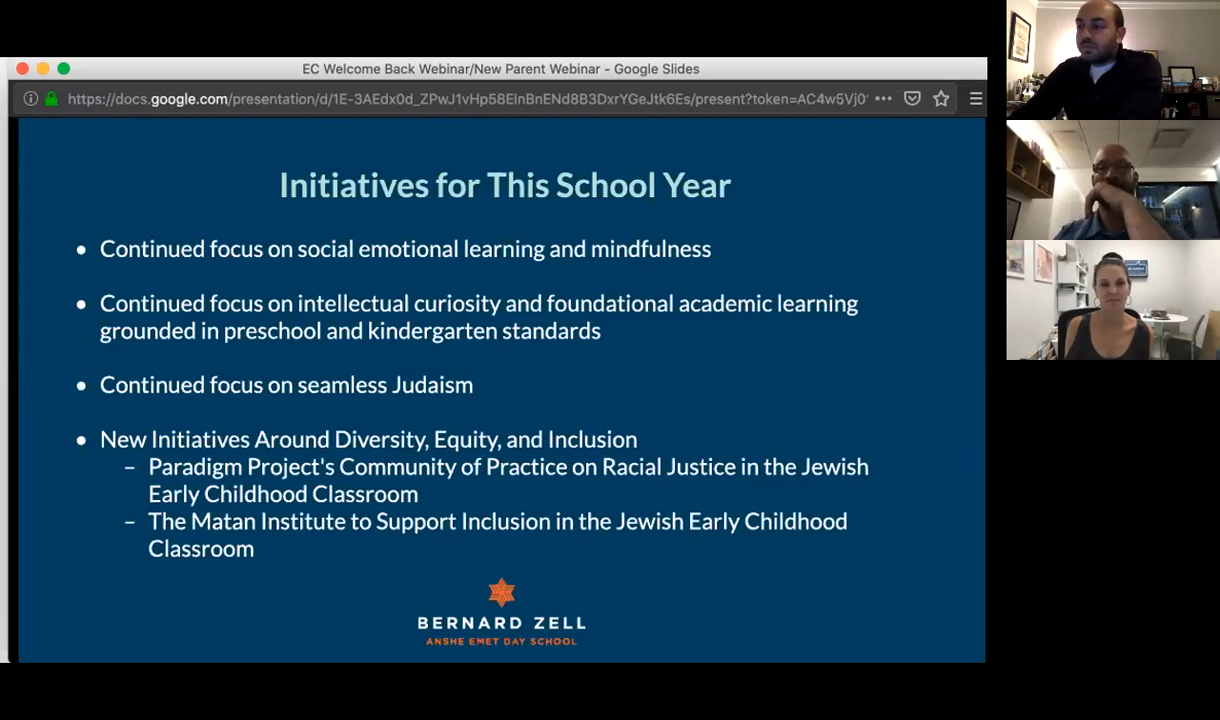 EC Welcome Back Webinar/New Parent Webinar - Google Slides
https://docs.google.com/presentation/d/1E-3AEdx0d_ZPwJ1vHp58ElnBnENd8B3DxrYGeJtk6Es/present?token=AC4w5Vj0
Initiatives for This School Year
• Continued focus on social emotional learning and mindfulness
• Continued focus on intellectual curiosity and foundational academic learning
grounded in preschool and kindergarten standards
• Continued focus on seamless Judaism
• New Initiatives Around Diversity, Equity, and Inclusion
– Paradigm Project's Community of Practice on Racial Justice in the Jewish
Early Childhood Classroom
– The Matan Institute to Support Inclusion in the Jewish Early Childhood
Classroom
BERNARD ZELL
ANSHE EMET DAY SCHOOL